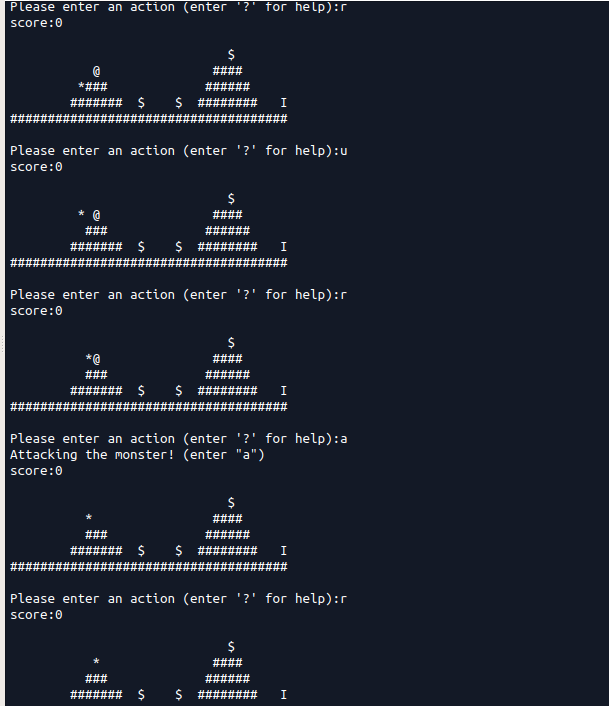 Please enter an action (enter '?' for help):r
score:0
                             $
           @               ####
         *###             ######
        #######  $    $  ########   I
#####################################
Please enter an action (enter '?' for help):u
score:0
                             $
         * @               ####
          ###             ######
        #######  $    $  ########   I
#####################################
Please enter an action (enter '?' for help):r
score:0
                             $
          *@               ####
          ###             ######
        #######  $    $  ########   I
#####################################
Please enter an action (enter '?' for help):a
Attacking the monster! (enter "a")
score:0
                             $
          *                ####
          ###             ######
        #######  $    $  ########   I
#####################################
Please enter an action (enter '?' for help):r
score:0
                             $
           *               ####
          ###             ######
        #######  $    $  ########   I